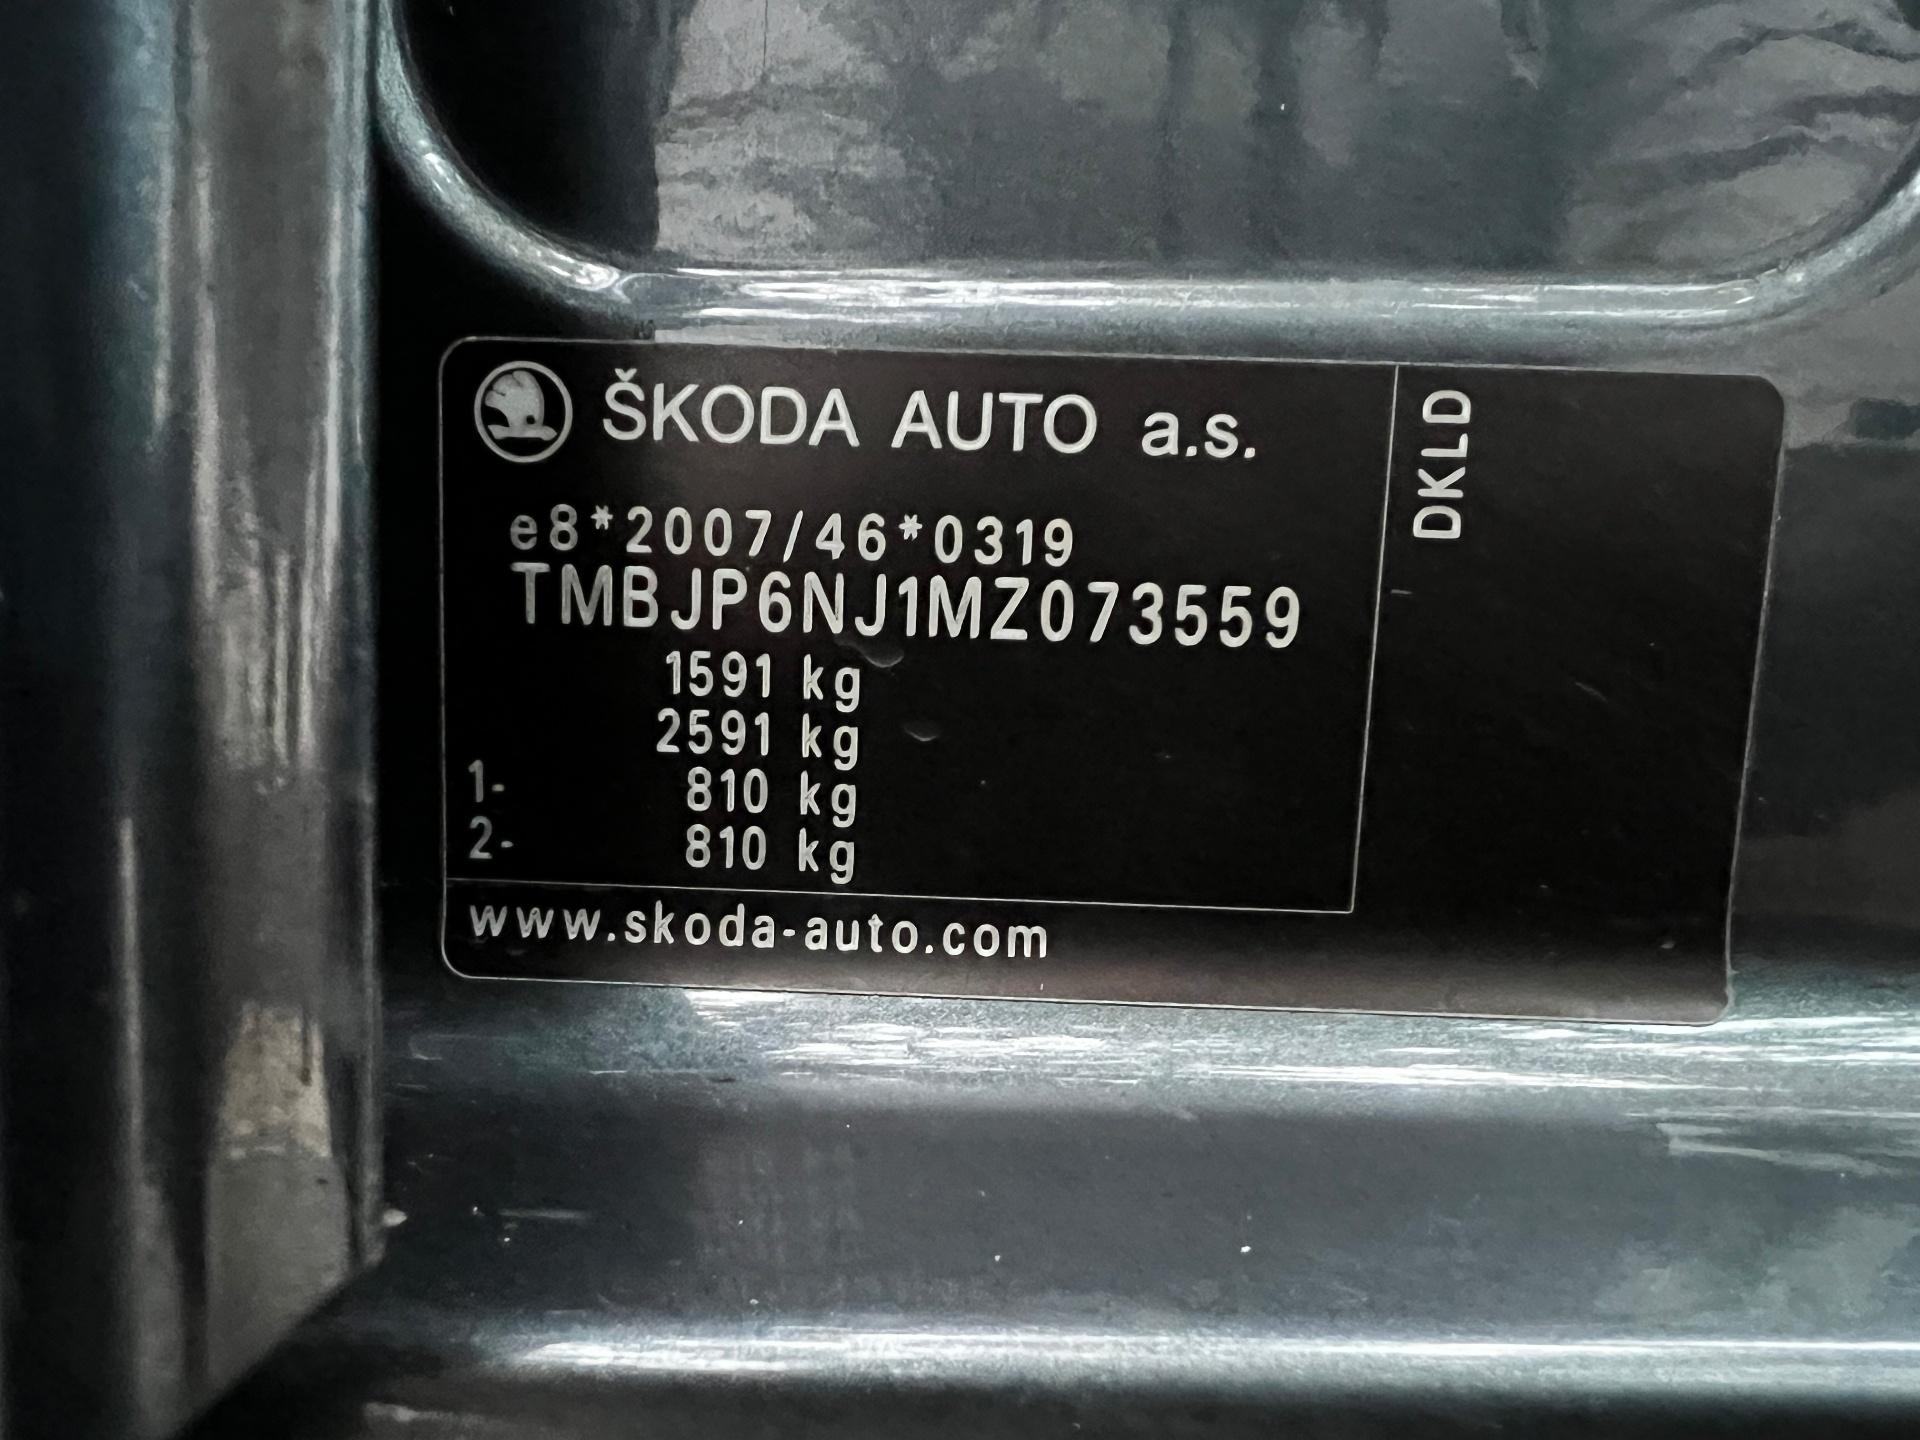 ŠKODA AUTO a.s.
e8*2007/46*0319
TMBJP6NJ1MZ073559
1591 kg
2591 kg
1- 810 kg
2- 810 kg
www.skoda-auto.com
DKLD